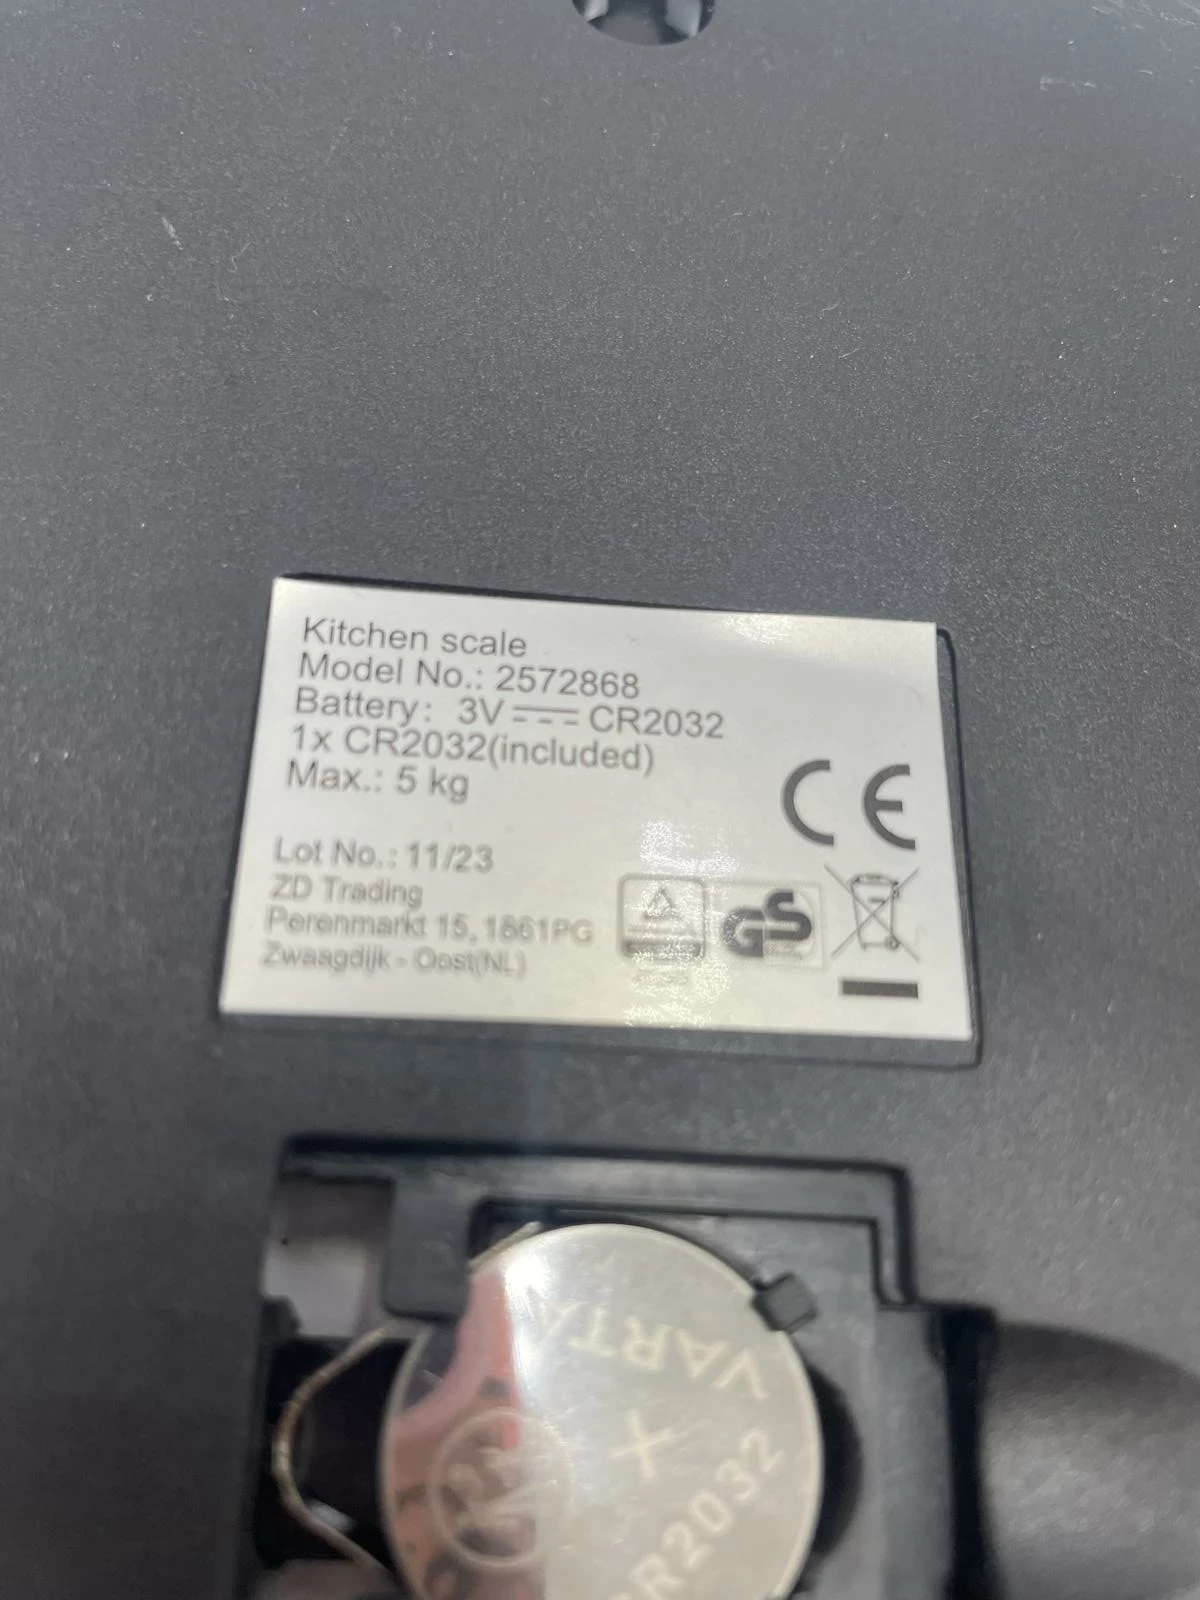 Kitchen scale
Model No.: 2572868
Battery: 3V CR2032
1x CR2032(included)
Max.: 5 kg
CE
Lot No.: 11/23
ZD Trading
Perenmarkt 15, 1861PG
Zwaagdijk - Oost(NL)
GS
VARTA
+
CR2032